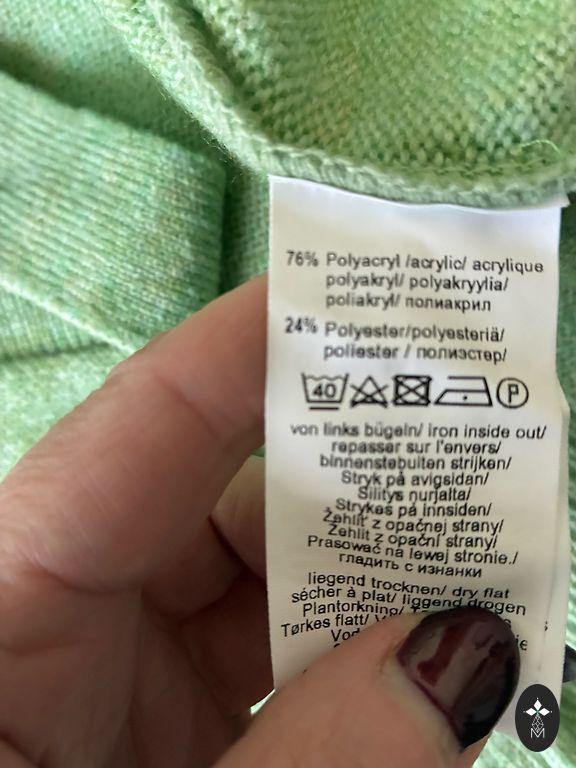 76% Polyacryl /acrylic/ acrylique
polyakryl/ polyakryylia/
poliakryl/ полиакрил
24% Polyester/polyesteriä/
poliester / полиэстер/
40 P
von links bügeln/ iron inside out/
repasser sur l'envers/
binnenstebuiten strijken/
Stryk på avigsidan/
Silitys nurjalta/
Strykes på innsiden/
Żehlit z opačnej strany/
Žehlit z opační strany/
Prasować na lewej stronie./
гладить с изнанки
liegend trocknen/ dry flat
sécher à plat/ liggend drogen
Plantorkning/
Tørkes flatt/
M